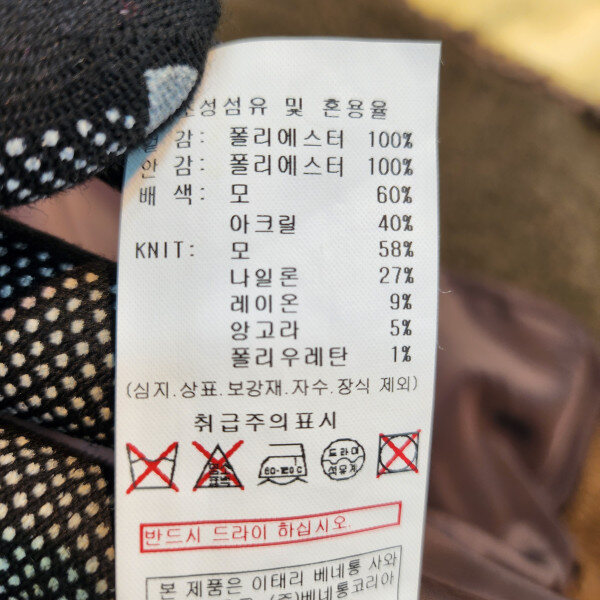 조성섬유 및 혼용율
겉 감: 폴리에스터 100%
안 감: 폴리에스터 100%
배 색: 모 60%
아크릴 40%
KNIT: 모 58%
나일론 27%
레이온 9%
앙고라 5%
폴리우레탄 1%
(심지.상표.보강재.자수.장식 제외)
취급주의표시
드라이
석유계
반드시 드라이 하십시오.
본 제품은 이태리 베네통 사와
(주)베네통코리아